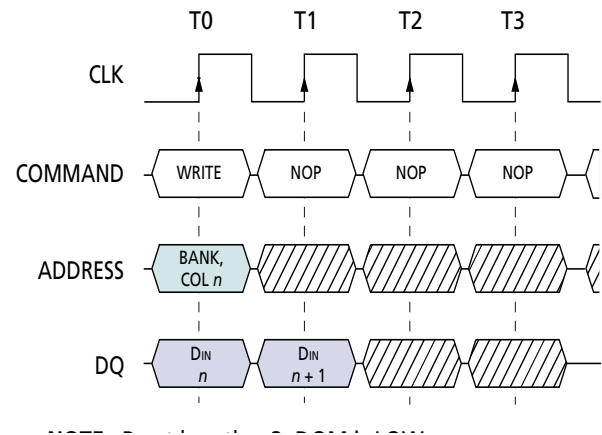 T0 T1 T2 T3
CLK
COMMAND WRITE NOP NOP NOP
ADDRESS BANK,
COL n
DQ DIN DIN
n n + 1